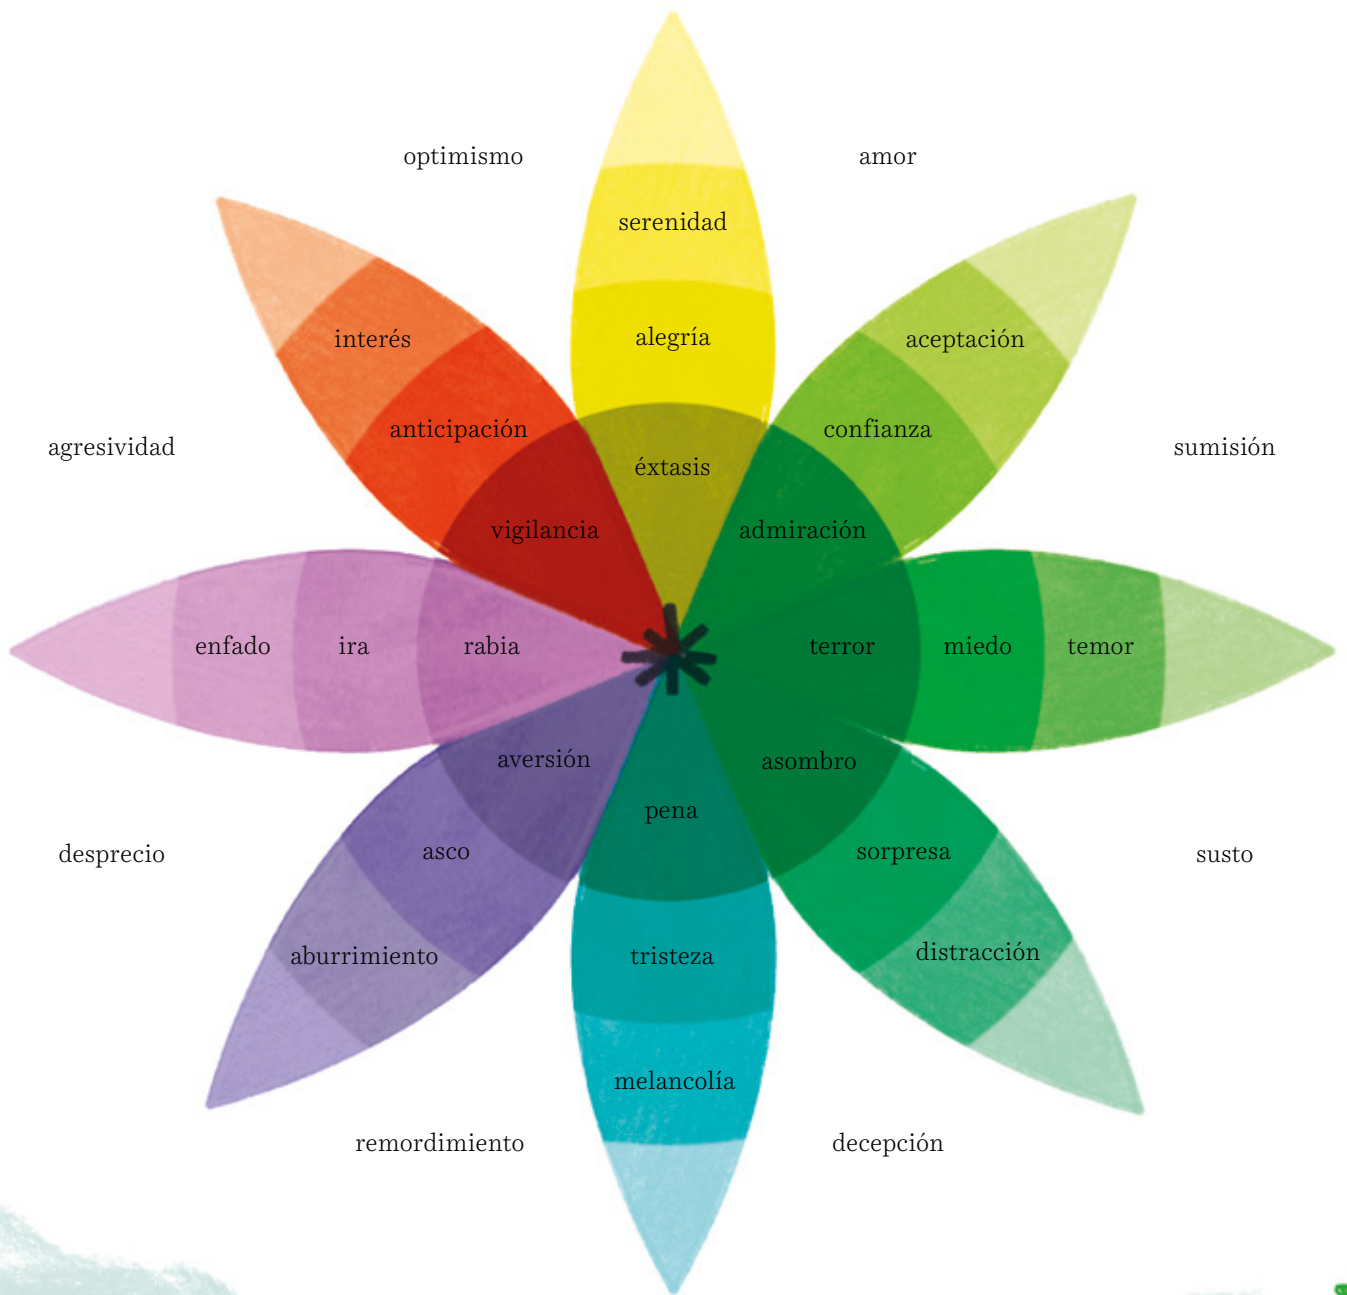 optimismo
amor
serenidad
interés
alegría
aceptación
anticipación
confianza
agresividad
sumisión
éxtasis
vigilancia
admiración
enfado
ira
rabia
terror
miedo
temor
aversión
asombro
pena
desprecio
asco
sorpresa
susto
aburrimiento
tristeza
distracción
melancolía
remordimiento
decepción